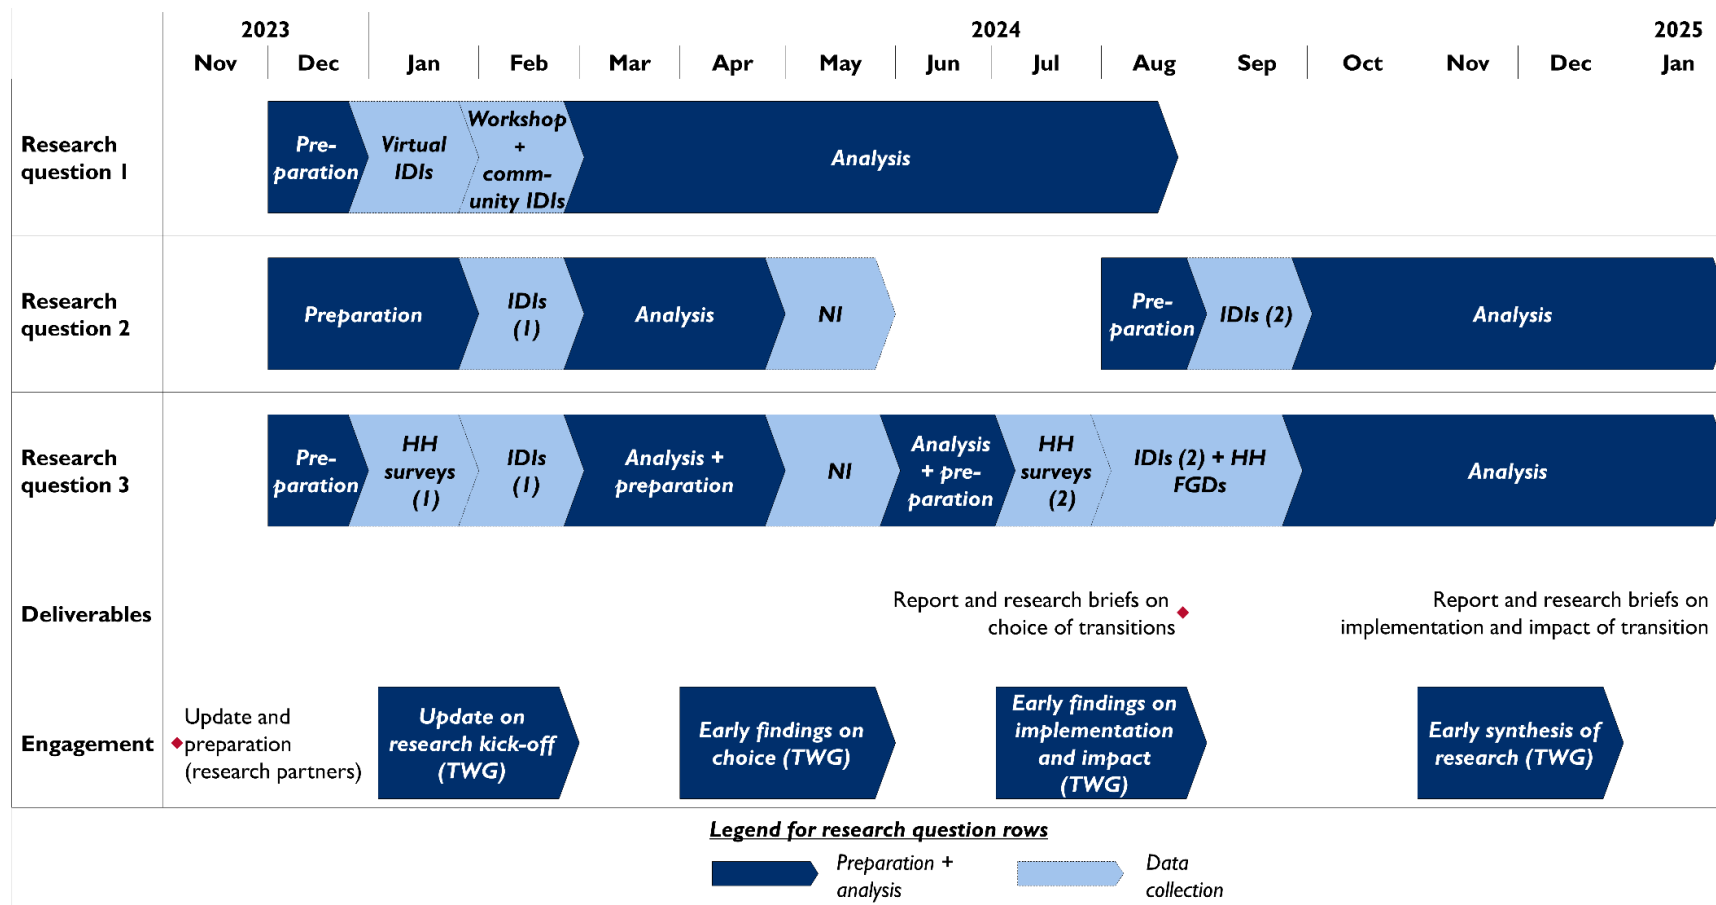 2023
2024
2025
Nov
Dec
Jan
Feb
Mar
Apr
May
Jun
Jul
Aug
Sep
Oct
Nov
Dec
Jan
Research
question 1
Pre-
paration
Virtual
IDIs
Workshop
+
comm-
unity IDIs
Analysis
Research
question 2
Preparation
IDIs
(1)
Analysis
NI
Pre-
paration
IDIs (2)
Analysis
Research
question 3
Pre-
paration
HH
surveys
(1)
IDIs
(1)
Analysis +
preparation
NI
Analysis
+ pre-
paration
HH
surveys
(2)
IDIs (2) + HH
FGDs
Analysis
Deliverables
Report and research briefs on
choice of transitions
Report and research briefs on
implementation and impact of transition
Engagement
Update and
preparation
(research partners)
Update on
research kick-off
(TWG)
Early findings on
choice (TWG)
Early findings on
implementation
and impact
(TWG)
Early synthesis of
research (TWG)
Legend for research question rows
Preparation +
analysis
Data
collection